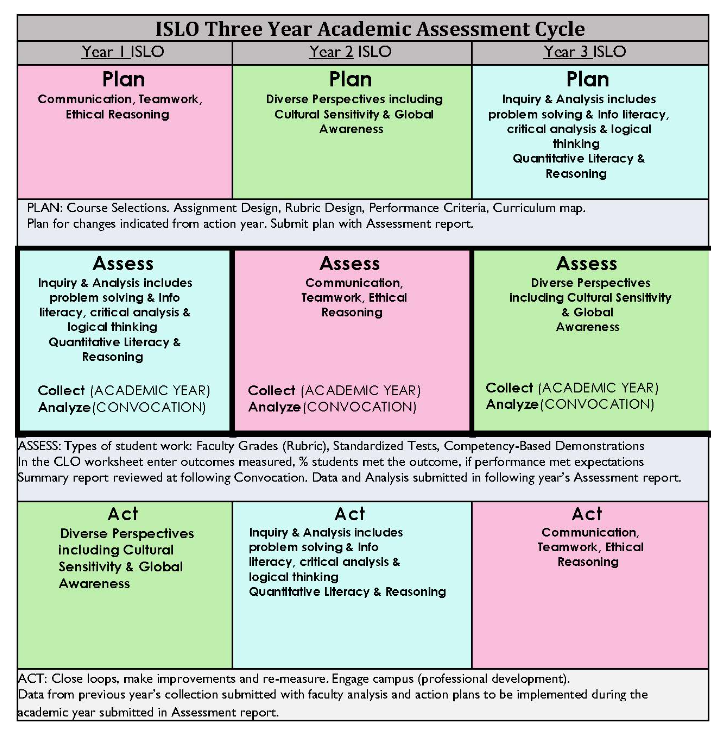 ISLO Three Year Academic Assessment Cycle
Year 1 ISLO
Year 2 ISLO
Year 3 ISLO
Plan
Communication, Teamwork,
Ethical Reasoning
Plan
Diverse Perspectives including
Cultural Sensitivity & Global
Awareness
Plan
Inquiry & Analysis includes
problem solving & Info literacy,
critical analysis & logical
thinking
Quantitative Literacy &
Reasoning
PLAN: Course Selections. Assignment Design, Rubric Design, Performance Criteria, Curriculum map.
Plan for changes indicated from action year. Submit plan with Assessment report.
Assess
Inquiry & Analysis includes
problem solving & Info
literacy, critical analysis &
logical thinking
Quantitative Literacy &
Reasoning
Collect (ACADEMIC YEAR)
Analyze(CONVOCATION)
Assess
Communication,
Teamwork, Ethical
Reasoning
Collect (ACADEMIC YEAR)
Analyze(CONVOCATION)
Assess
Diverse Perspectives
including Cultural Sensitivity
& Global
Awareness
Collect (ACADEMIC YEAR)
Analyze(CONVOCATION)
ASSESS: Types of student work: Faculty Grades (Rubric), Standardized Tests, Competency-Based Demonstrations
In the CLO worksheet enter outcomes measured, % students met the outcome, if performance met expectations
Summary report reviewed at following Convocation. Data and Analysis submitted in following year's Assessment report.
Act
Diverse Perspectives
including Cultural
Sensitivity & Global
Awareness
Act
Inquiry & Analysis includes
problem solving & Info
literacy, critical analysis &
logical thinking
Quantitative Literacy & Reasoning
Act
Communication,
Teamwork, Ethical
Reasoning
ACT: Close loops, make improvements and re-measure. Engage campus (professional development).
Data from previous year's collection submitted with faculty analysis and action plans to be implemented during the
academic year submitted in Assessment report.